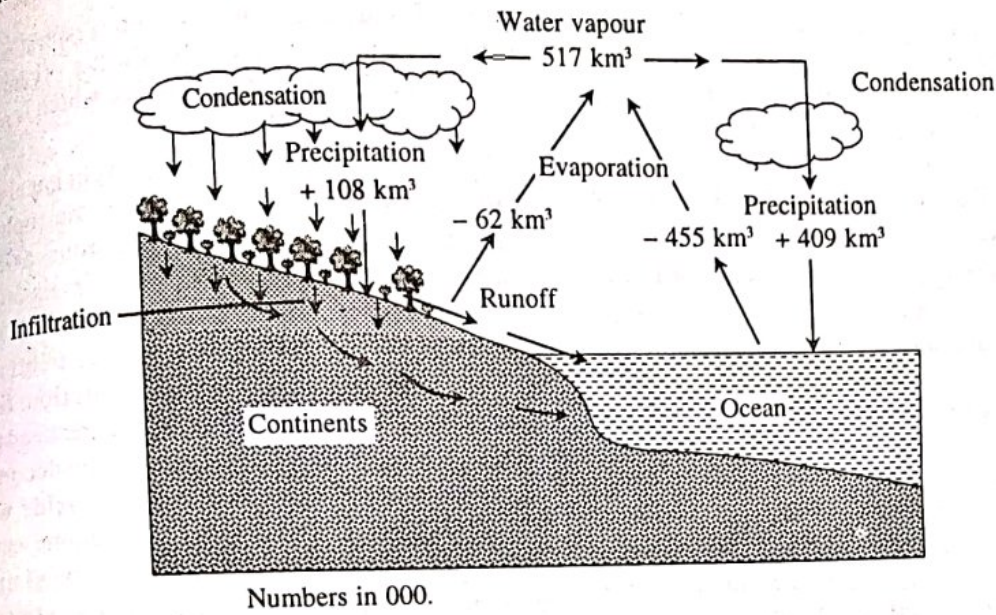 Water vapour
517 km³
Condensation
Condensation
Precipitation
+ 108 km³
Evaporation
– 62 km³
Precipitation
– 455 km³ + 409 km³
Runoff
Infiltration
Ocean
Continents
Numbers in 000.